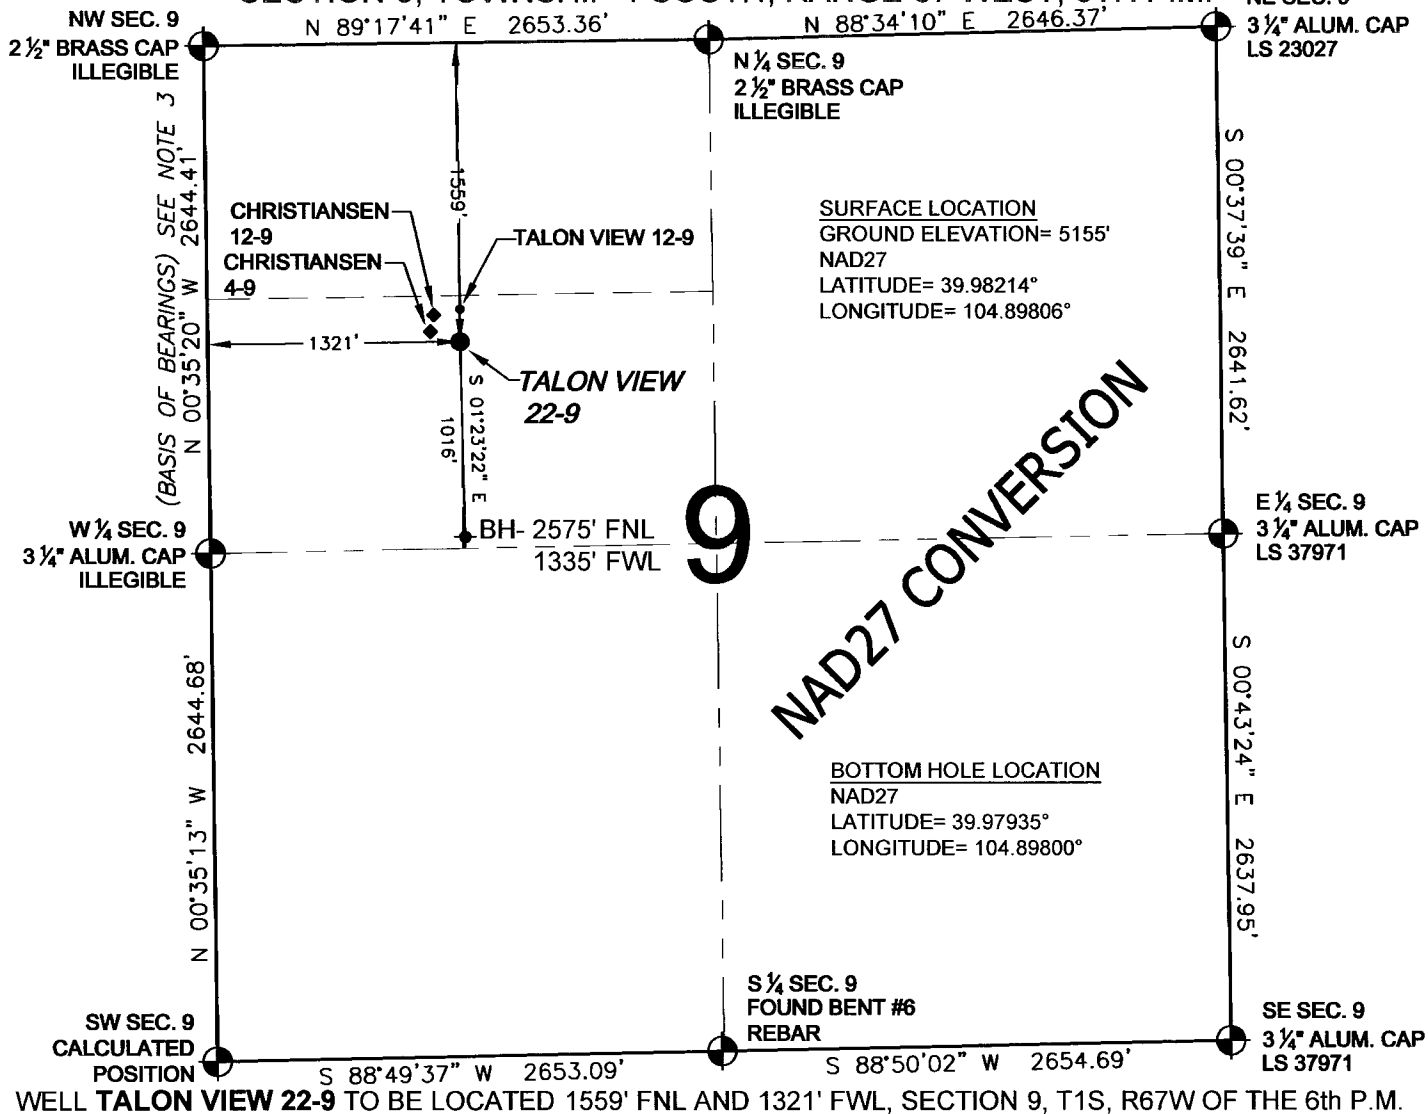 N 89°17'41" E 2653.36'
N 88°34'10" E 2646.37'
NW SEC. 9
2 ½" BRASS CAP
ILLEGIBLE
N ¼ SEC. 9
2 ½" BRASS CAP
ILLEGIBLE
3 ¼" ALUM. CAP
LS 23027
(BASIS OF BEARINGS) SEE NOTE 3
N 00°35'20" W 2644.41'
1559'
CHRISTIANSEN
12-9
CHRISTIANSEN
4-9
TALON VIEW 12-9
1321'
TALON VIEW
22-9
S 01°23'22" E
1016'
SURFACE LOCATION
GROUND ELEVATION= 5155'
NAD27
LATITUDE= 39.98214°
LONGITUDE= 104.89806°
S 00°37'39" E 2641.62'
NAD27 CONVERSION
W ¼ SEC. 9
3 ¼" ALUM. CAP
ILLEGIBLE
BH- 2575' FNL
1335' FWL
9
E ¼ SEC. 9
3 ¼" ALUM. CAP
LS 37971
N 00°35'13" W 2644.68'
BOTTOM HOLE LOCATION
NAD27
LATITUDE= 39.97935°
LONGITUDE= 104.89800°
S 00°43'24" E 2637.95'
SW SEC. 9
CALCULATED
POSITION
S ¼ SEC. 9
FOUND BENT #6
REBAR
SE SEC. 9
3 ¼" ALUM. CAP
LS 37971
S 88°49'37" W 2653.09'
S 88°50'02" W 2654.69'
WELL TALON VIEW 22-9 TO BE LOCATED 1559' FNL AND 1321' FWL, SECTION 9, T1S, R67W OF THE 6th P.M.